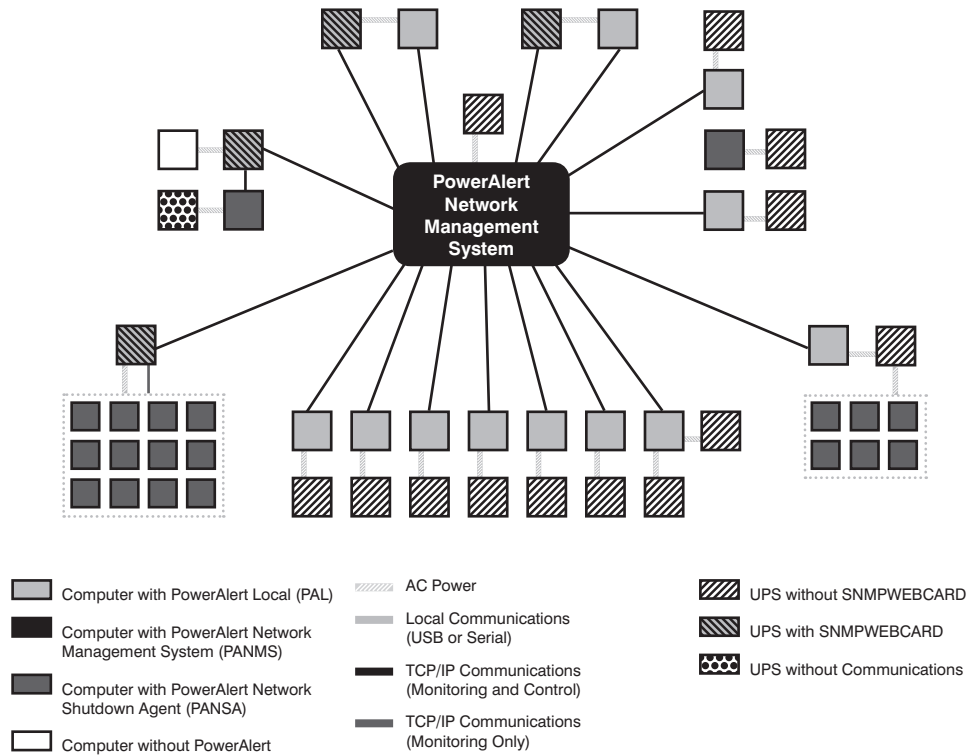 PowerAlert
Network
Management
System
Computer with PowerAlert Local (PAL)
Computer with PowerAlert Network
Management System (PANMS)
Computer with PowerAlert Network
Shutdown Agent (PANSA)
Computer without PowerAlert
AC Power
Local Communications
(USB or Serial)
TCP/IP Communications
(Monitoring and Control)
TCP/IP Communications
(Monitoring Only)
UPS without SNMPWEBCARD
UPS with SNMPWEBCARD
UPS without Communications